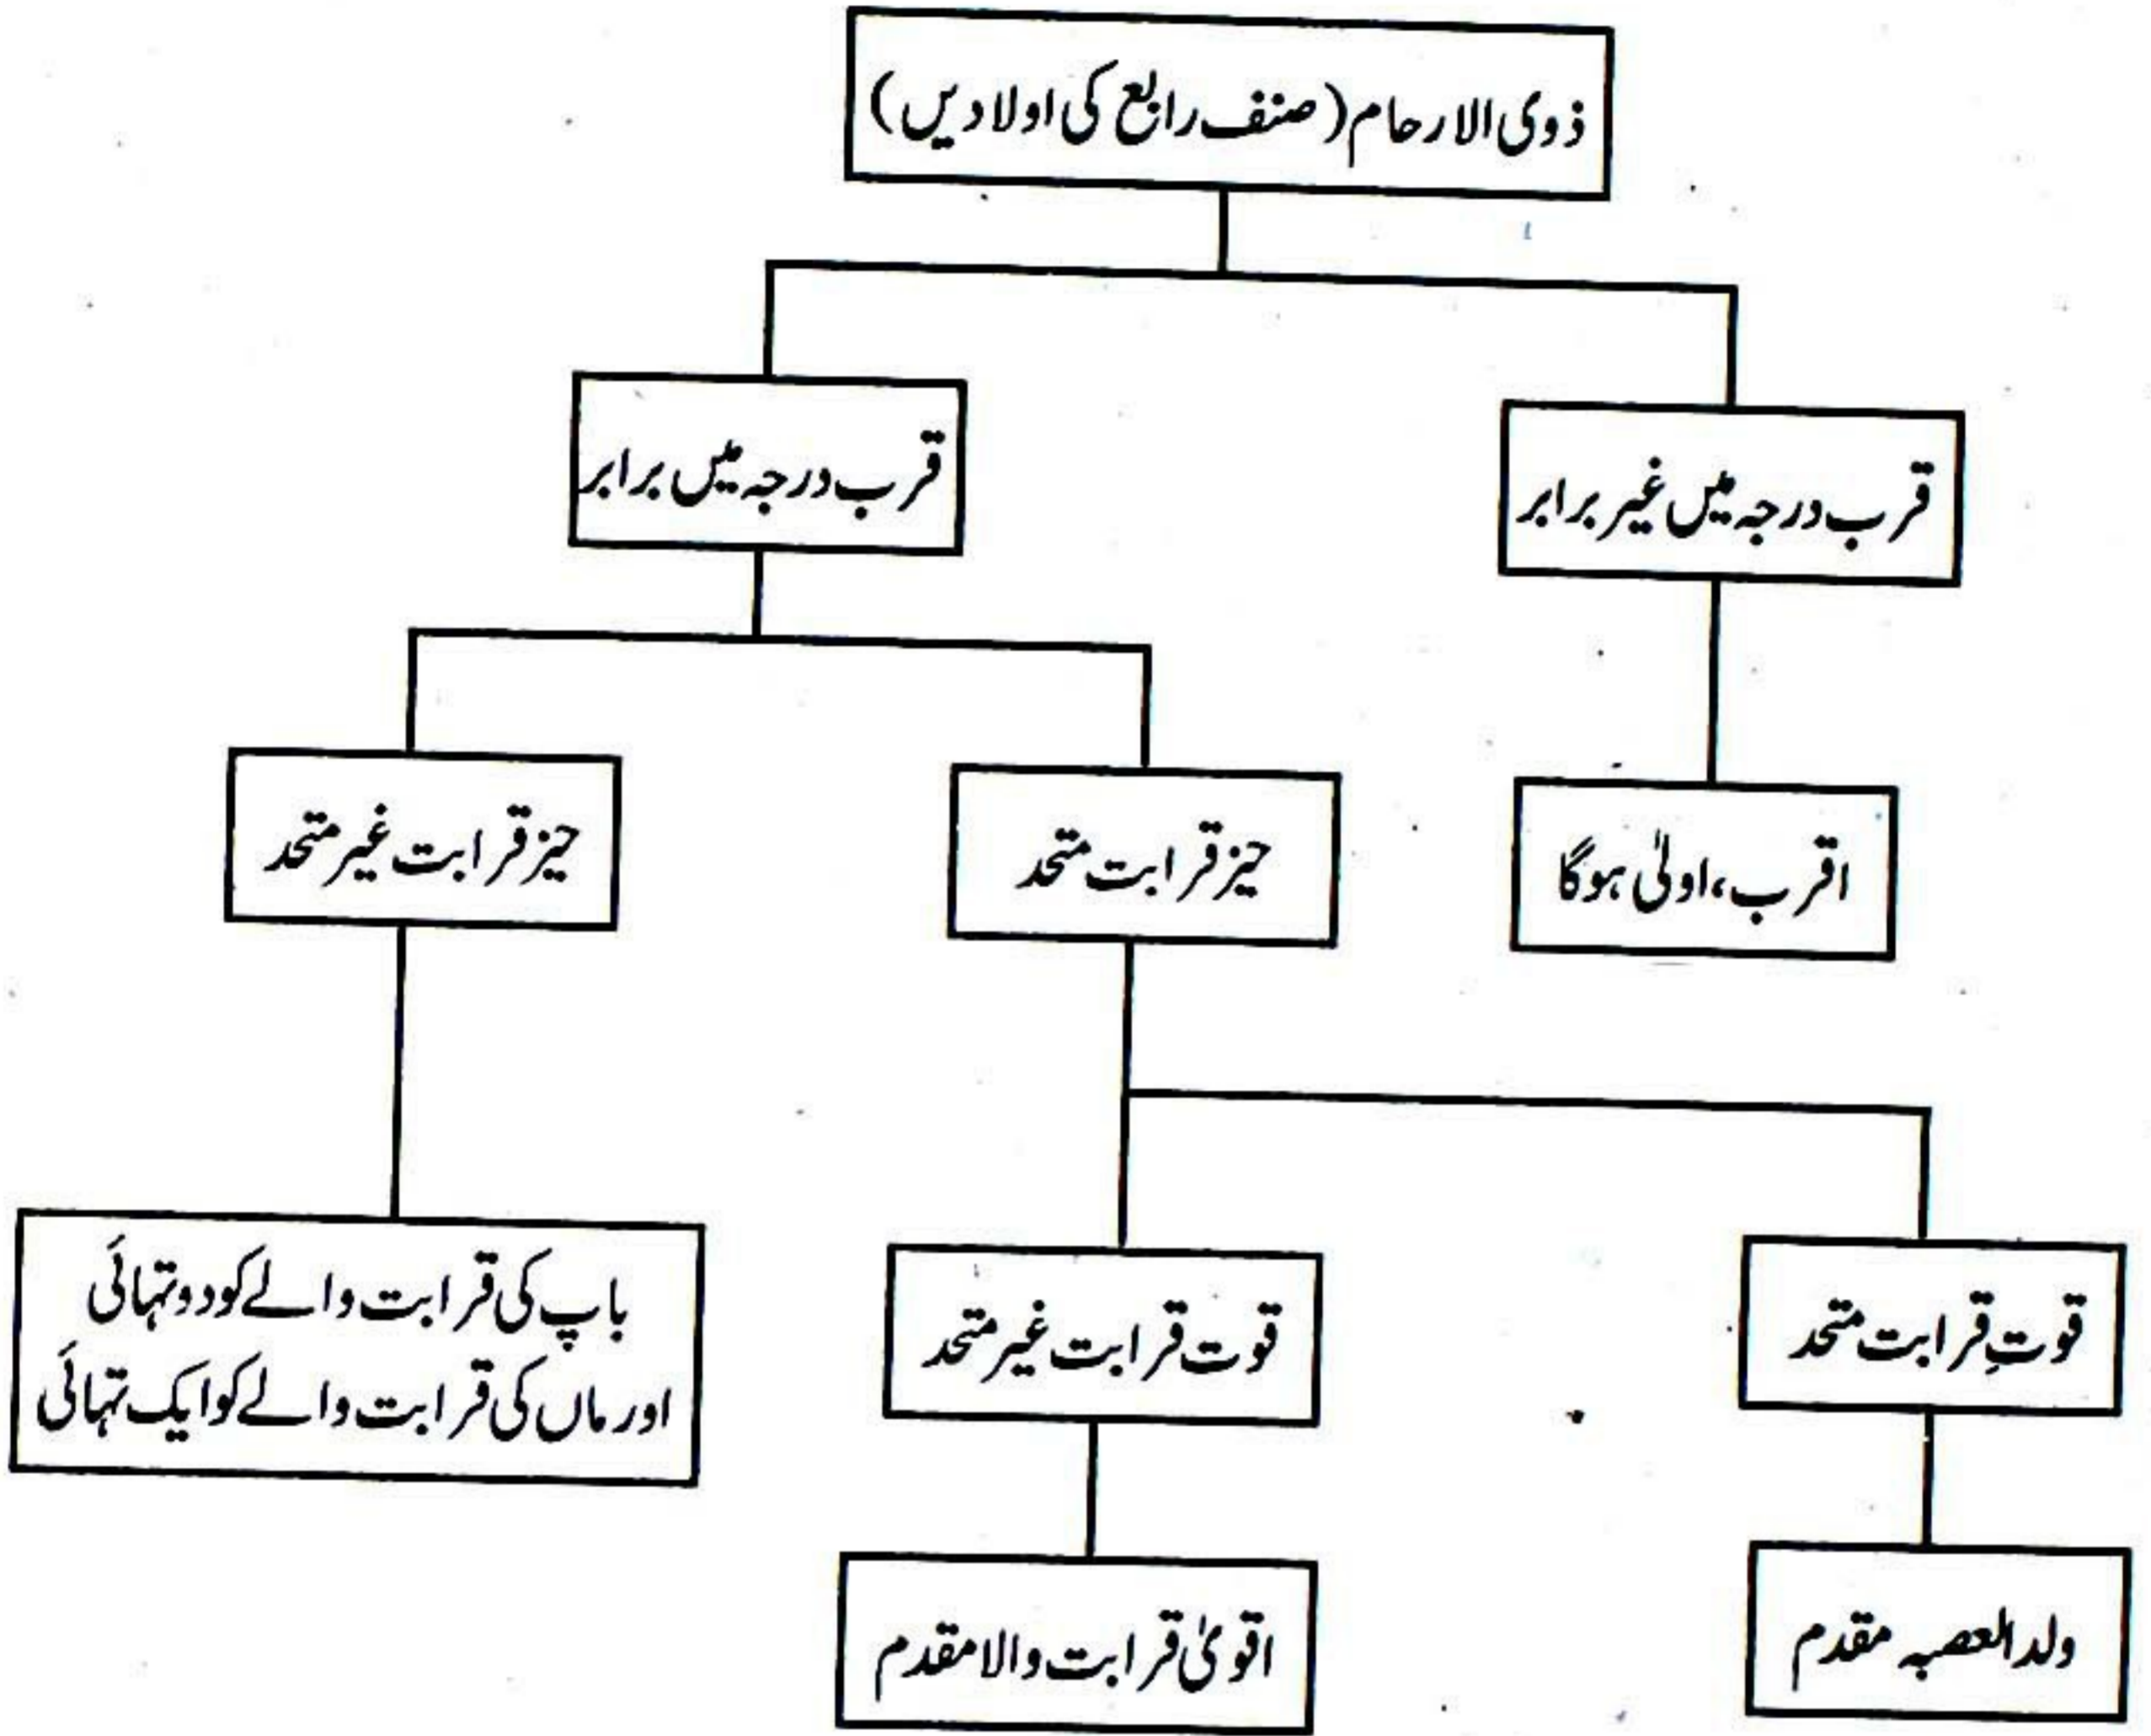 ذوی الارحام (صنف رابع کی اولادیں)
قرب درجہ میں غیر برابر
قرب درجہ میں برابر
اقرب، اولیٰ ہوگا
حیز قرابت متحد
حیز قرابت غیر متحد
قوتِ قرابت متحد
قوت قرابت غیر متحد
باپ کی قرابت والے کو دو تہائی
اور ماں کی قرابت والے کو ایک تہائی
ولد العصبہ مقدم
اقویٰ قرابت والا مقدم